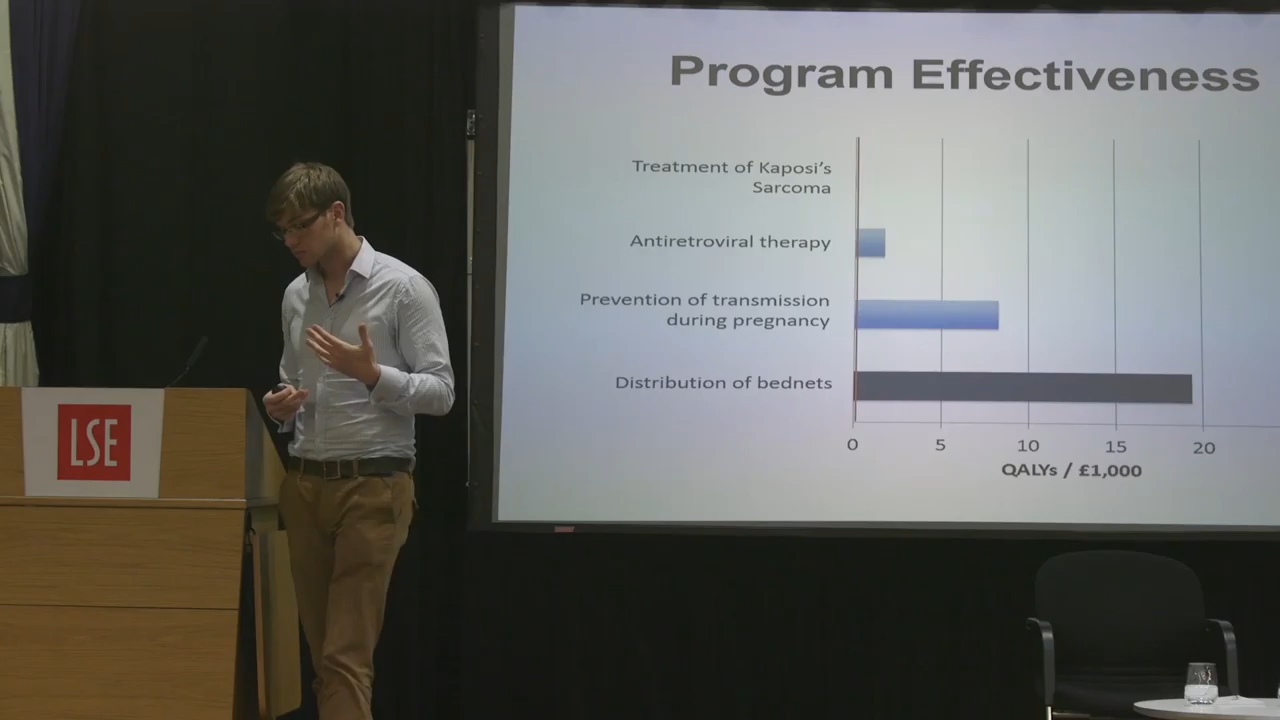 Program Effectiveness
Treatment of Kaposi's
Sarcoma
Antiretroviral therapy
Prevention of transmission
during pregnancy
Distribution of bednets
0 5 10 15 20
QALYs / £1,000
LSE